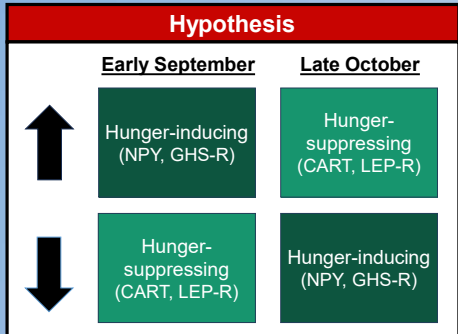 Hypothesis
Early September
Late October
Hunger-inducing
(NPY, GHS-R)
Hunger-
suppressing
(CART, LEP-R)
Hunger-
suppressing
(CART, LEP-R)
Hunger-inducing
(NPY, GHS-R)